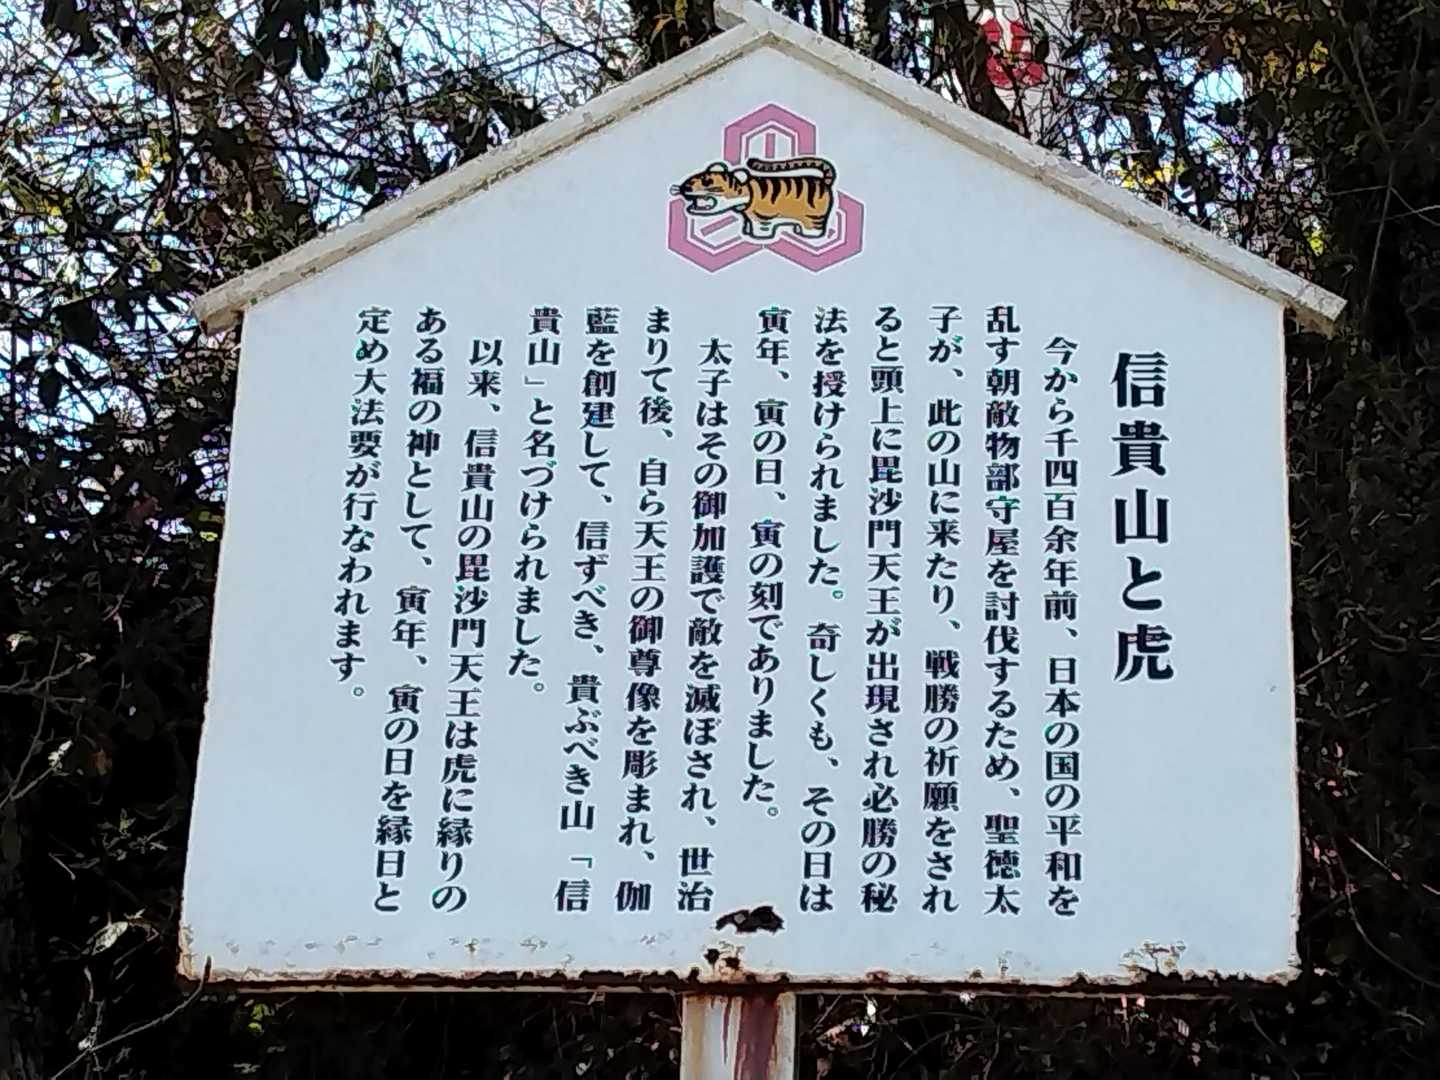 信貴山と虎
今から千四百余年前、日本の国の平和を
乱す朝敵物部守屋を討伐するため、聖徳太
子が、此の山に来たり、戦勝の祈願をされ
ると頭上に毘沙門天王が出現され必勝の秘
法を授けられました。奇しくも、その日は
寅年、寅の日、寅の刻でありました。
太子はその御加護で敵を滅ぼされ、世治
まりて後、自ら天王の御尊像を彫まれ、伽
藍を創建して、信ずべき、貴ぶべき山「信
貴山」と名づけられました。
以来、信貴山の毘沙門天王は虎に縁りの
ある福の神として、寅年、寅の日を縁日と
定め大法要が行なわれます。